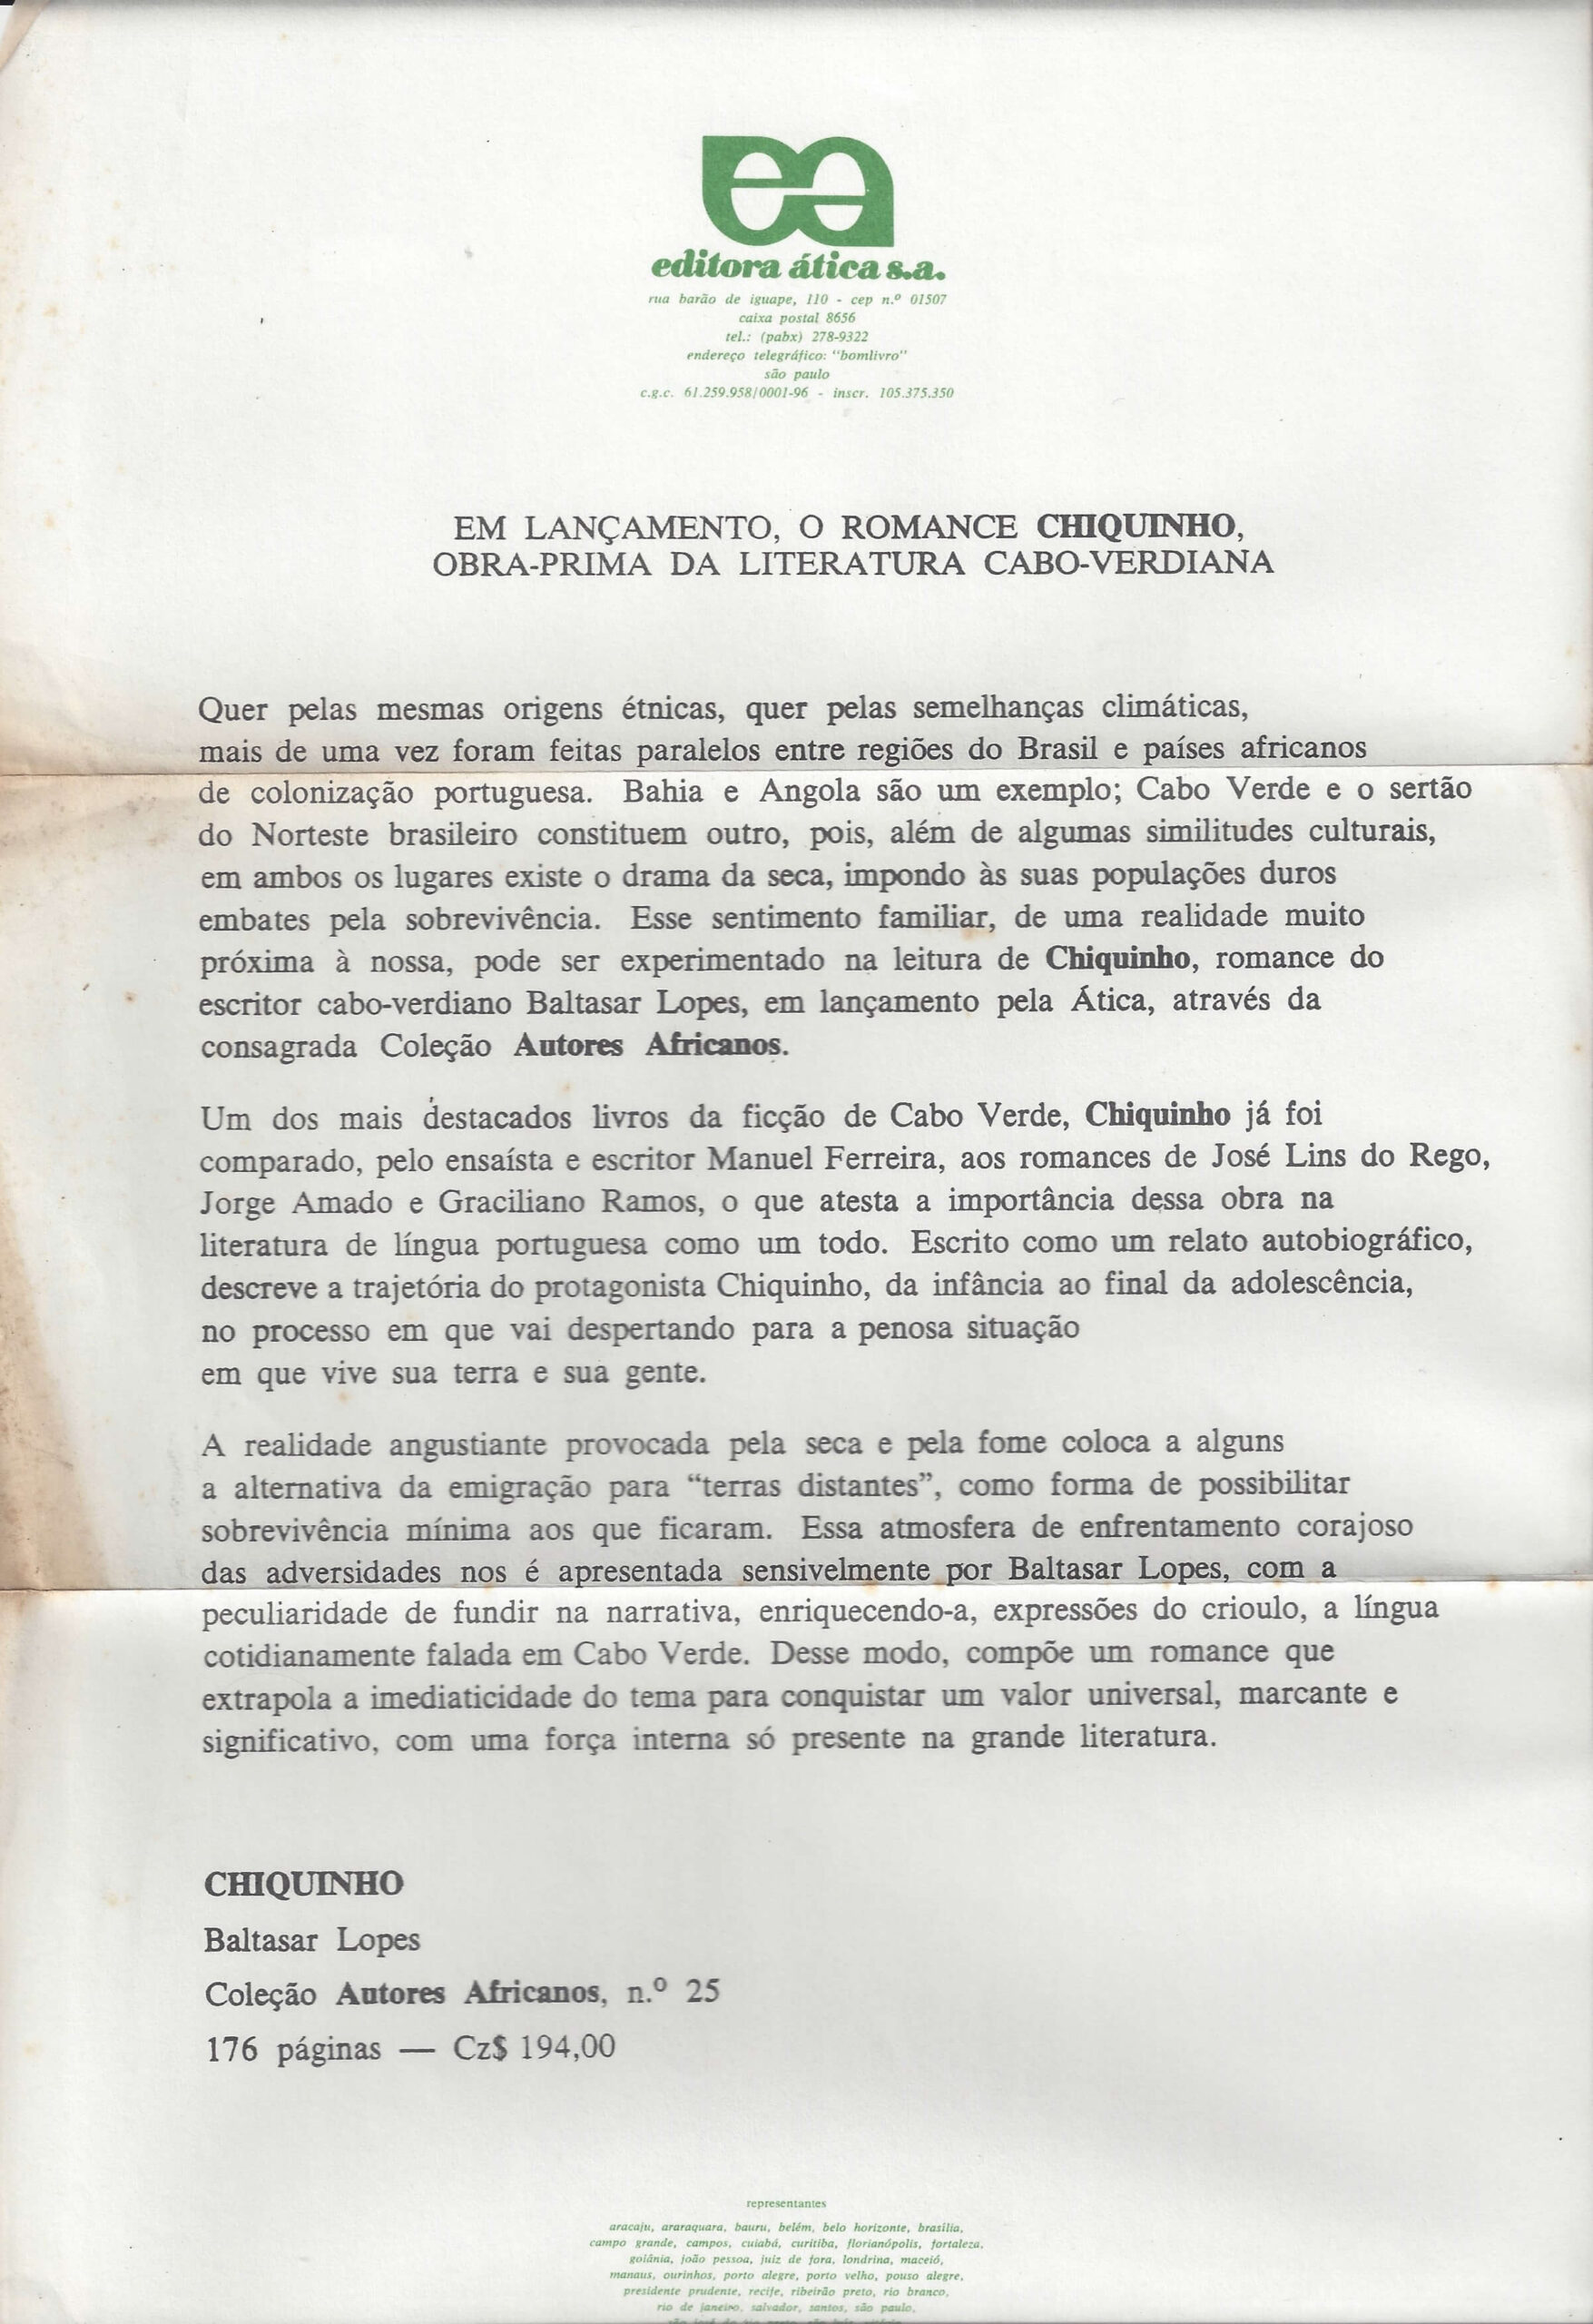 ea
editora ática s.a.
rua barão de iguape, 110 - cep n.º 01507
caixa postal 8656
tel.: (pabx) 278-9322
endereço telegráfico: "bomlivro"
são paulo
c.g.c. 61.259.958/0001-96 - inscr. 105.375.350
EM LANÇAMENTO, O ROMANCE CHIQUINHO,
OBRA-PRIMA DA LITERATURA CABO-VERDIANA
Quer pelas mesmas origens étnicas, quer pelas semelhanças climáticas,
mais de uma vez foram feitas paralelos entre regiões do Brasil e países africanos
de colonização portuguesa. Bahia e Angola são um exemplo; Cabo Verde e o sertão
do Norteste brasileiro constituem outro, pois, além de algumas similitudes culturais,
em ambos os lugares existe o drama da seca, impondo às suas populações duros
embates pela sobrevivência. Esse sentimento familiar, de uma realidade muito
próxima à nossa, pode ser experimentado na leitura de Chiquinho, romance do
escritor cabo-verdiano Baltasar Lopes, em lançamento pela Ática, através da
consagrada Coleção Autores Africanos.
Um dos mais destacados livros da ficção de Cabo Verde, Chiquinho já foi
comparado, pelo ensaísta e escritor Manuel Ferreira, aos romances de José Lins do Rego,
Jorge Amado e Graciliano Ramos, o que atesta a importância dessa obra na
literatura de língua portuguesa como um todo. Escrito como um relato autobiográfico,
descreve a trajetória do protagonista Chiquinho, da infância ao final da adolescência,
no processo em que vai despertando para a penosa situação
em que vive sua terra e sua gente.
A realidade angustiante provocada pela seca e pela fome coloca a alguns
a alternativa da emigração para “terras distantes”, como forma de possibilitar
sobrevivência mínima aos que ficaram. Essa atmosfera de enfrentamento corajoso
das adversidades nos é apresentada sensivelmente por Baltasar Lopes, com a
peculiaridade de fundir na narrativa, enriquecendo-a, expressões do crioulo, a língua
cotidianamente falada em Cabo Verde. Desse modo, compõe um romance que
extrapola a imediaticidade do tema para conquistar um valor universal, marcante e
significativo, com uma força interna só presente na grande literatura.
CHIQUINHO
Baltasar Lopes
Coleção Autores Africanos, n.º 25
176 páginas — Cz$ 194,00
representantes
aracaju, araraquara, bauru, belém, belo horizonte, brasília,
campo grande, campos, cuiabá, curitiba, florianópolis, fortaleza,
goiânia, joão pessoa, juiz de fora, londrina, maceió,
manaus, ourinhos, porto alegre, porto velho, pouso alegre,
presidente prudente, recife, ribeirão preto, rio branco,
rio de janeiro, salvador, santos, são paulo,